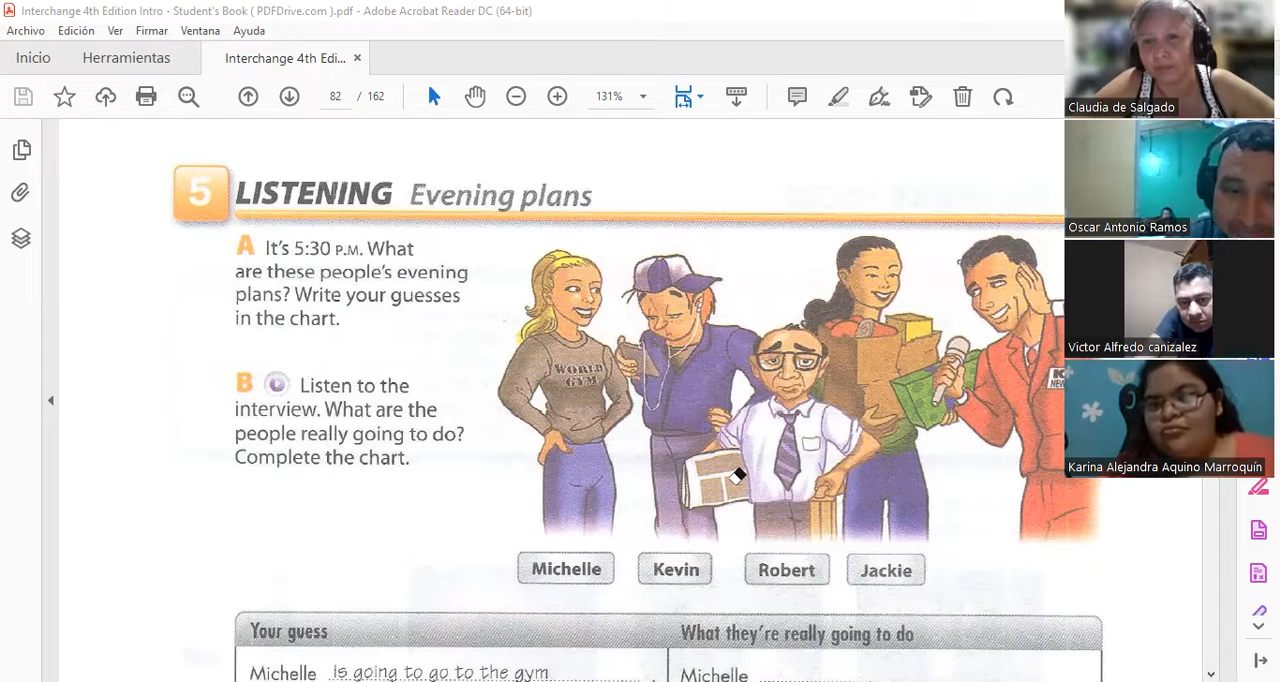 Interchange 4th Edition Intro - Student's Book ( PDFDrive.com ).pdf - Adobe Acrobat Reader DC (64-bit)
Archivo Edición Ver Firmar Ventana Ayuda
Inicio Herramientas Interchange 4th Edi... ×
82 / 162 131%
5 LISTENING Evening plans
A It's 5:30 P.M. What
are these people's evening
plans? Write your guesses
in the chart.
B Listen to the
interview. What are the
people really going to do?
Complete the chart.
WORLD
GYM
Michelle Kevin Robert Jackie
Your guess What they're really going to do
Michelle is going to go to the gym . Michelle
Claudia de Salgado
Oscar Antonio Ramos
Victor Alfredo canizalez
Karina Alejandra Aquino Marroquín